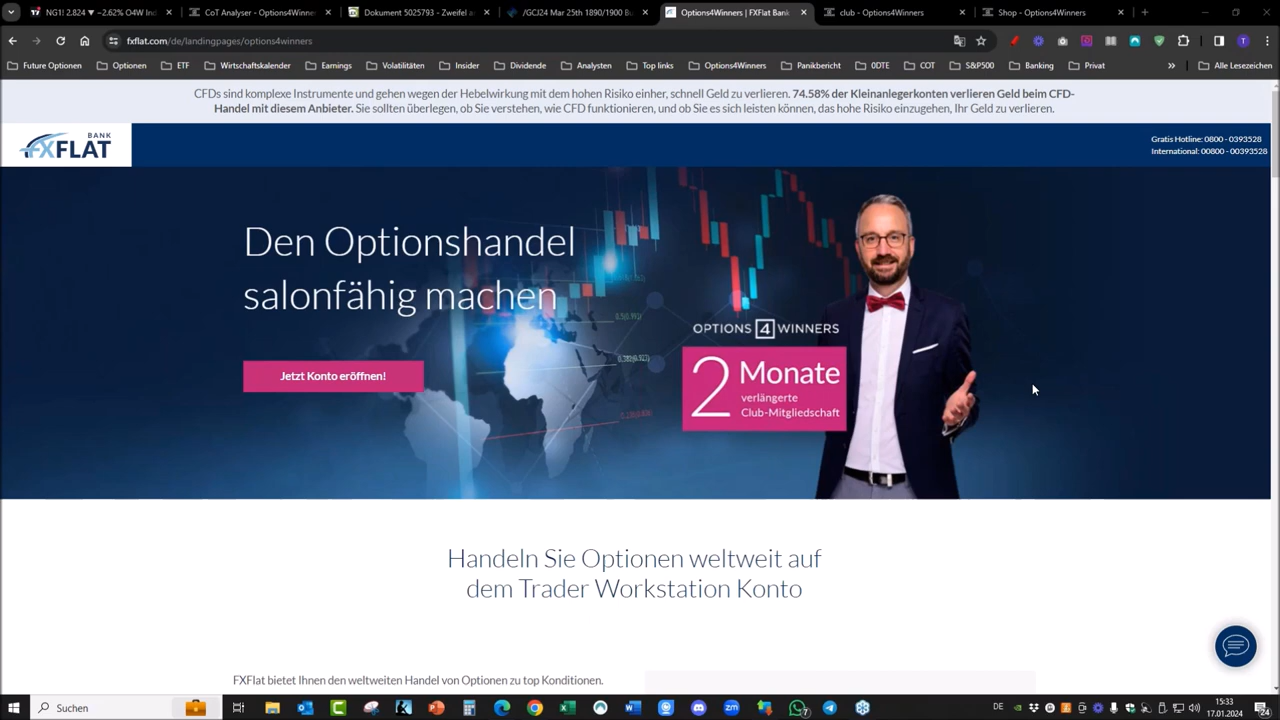 NG1! 2.824 ▼ −2.62% O4W Ind
CoT Analyser - Options4Winner
Dokument 5025793 - Zweifel a
/GCJ24 Mar 25th 1890/1900 B
Options4Winners | FXFlat Bank
club - Options4Winners
Shop - Options4Winners
fxflat.com/de/landingpages/options4winners
Future Optionen
Optionen
ETF
Wirtschaftskalender
Earnings
Volatilitäten
Insider
Dividende
Analysten
Top links
Options4Winners
Panikbericht
0DTE
COT
S&P500
Banking
Privat
»
Alle Lesezeichen
CFDs sind komplexe Instrumente und gehen wegen der Hebelwirkung mit dem hohen Risiko einher, schnell Geld zu verlieren. 74.58% der Kleinanlegerkonten verlieren Geld beim CFD-
Handel mit diesem Anbieter. Sie sollten überlegen, ob Sie verstehen, wie CFD funktionieren, und ob Sie es sich leisten können, das hohe Risiko einzugehen, Ihr Geld zu verlieren.
BANK
FXFLAT
Gratis Hotline: 0800 - 0393528
International: 00800 - 00393528
Den Optionshandel
salonfähig machen
Jetzt Konto eröffnen!
OPTIONS 4 WINNERS
2 Monate
verlängerte
Club-Mitgliedschaft
Handeln Sie Optionen weltweit auf
dem Trader Workstation Konto
FXFlat bietet Ihnen den weltweiten Handel von Optionen zu top Konditionen.
Suchen
7
DE
15:33
17.01.2024
24